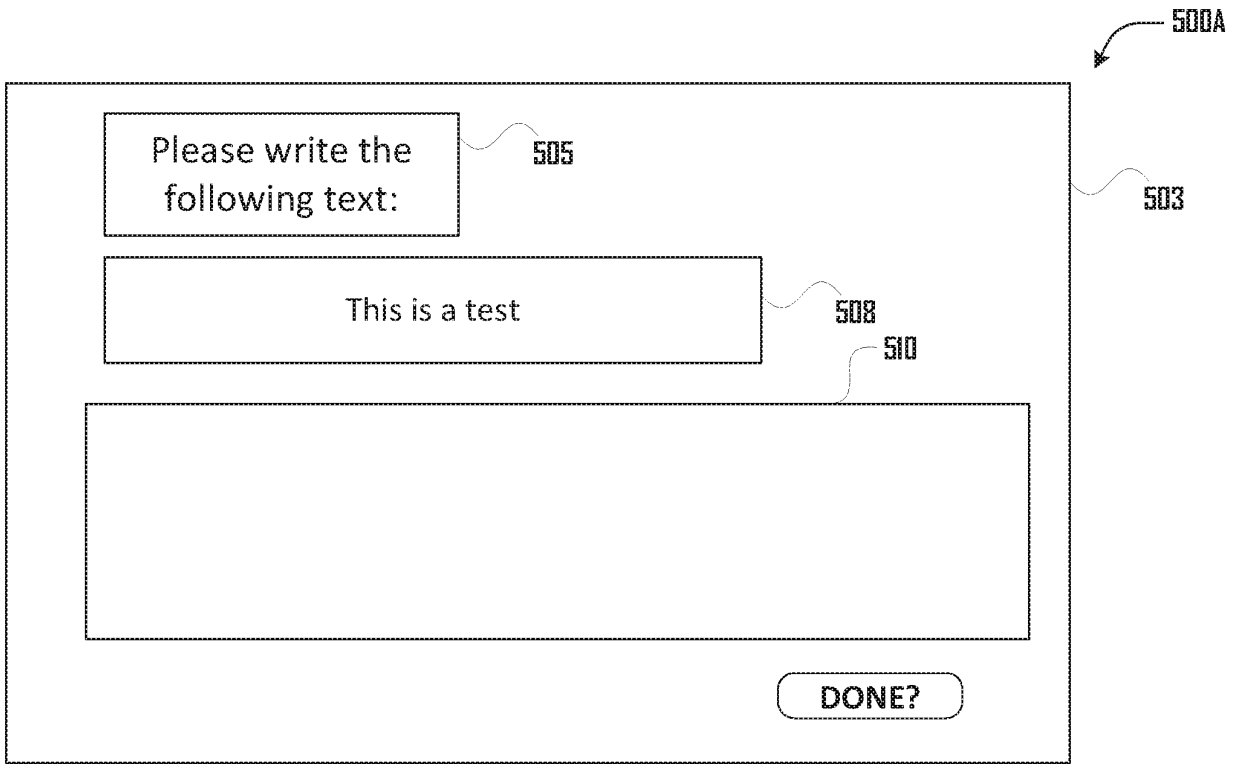 500A
Please write the
following text:
505
503
This is a test
508
510
DONE?